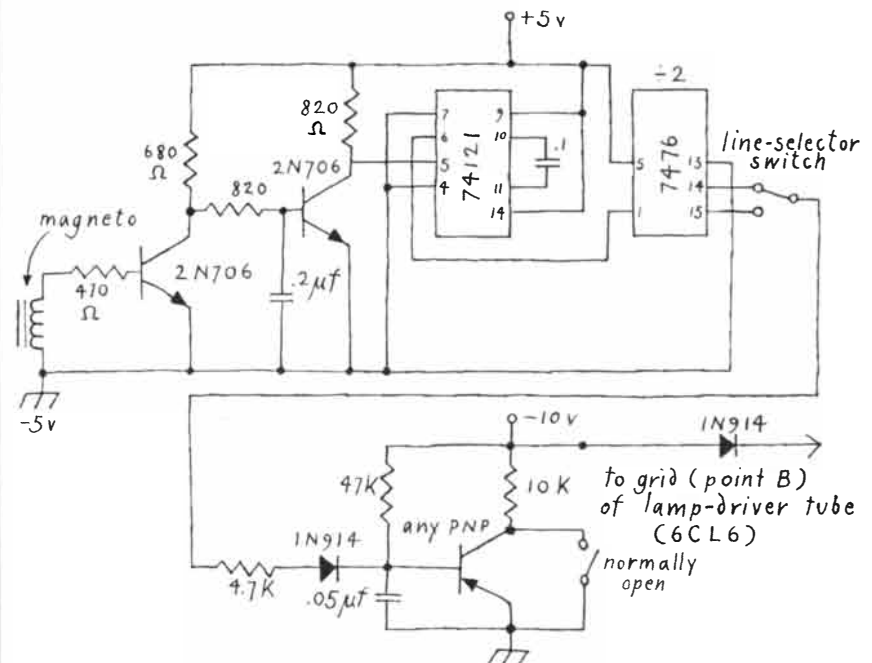 +5v
÷2
820
Ω
7
6
5
4
74121
9
10
11
14
.1
5
1
7476
13
14
15
line-selector
switch
680
Ω
2N706
820
magneto
470
Ω
2N706
.2µf
-5v
-10v
1N914
47K
10K
to grid (point B)
of lamp-driver tube
(6CL6)
any PNP
1N914
normally
open
4.7K
.05µf